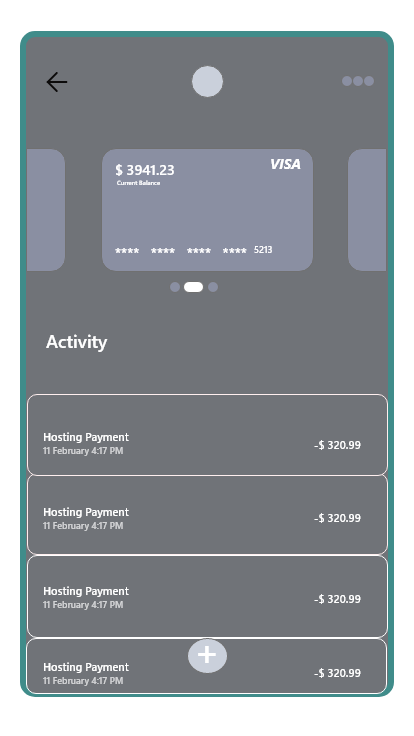 $ 3941.23 VISA
Current Balance
**** **** **** **** 5213
Activity
Hosting Payment
11 February 4:17 PM
-$ 320.99
Hosting Payment
11 February 4:17 PM
-$ 320.99
Hosting Payment
11 February 4:17 PM
-$ 320.99
+
Hosting Payment
11 February 4:17 PM
-$ 320.99